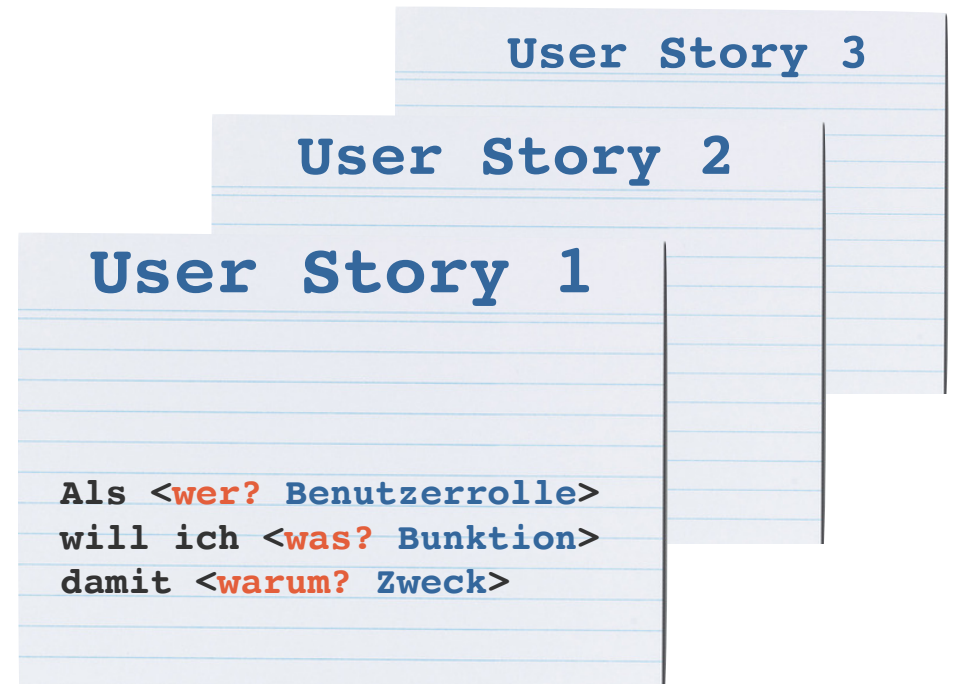 User Story 3
User Story 2
User Story 1
Als <wer? Benutzerrolle>
will ich <was? Bunktion>
damit <warum? Zweck>